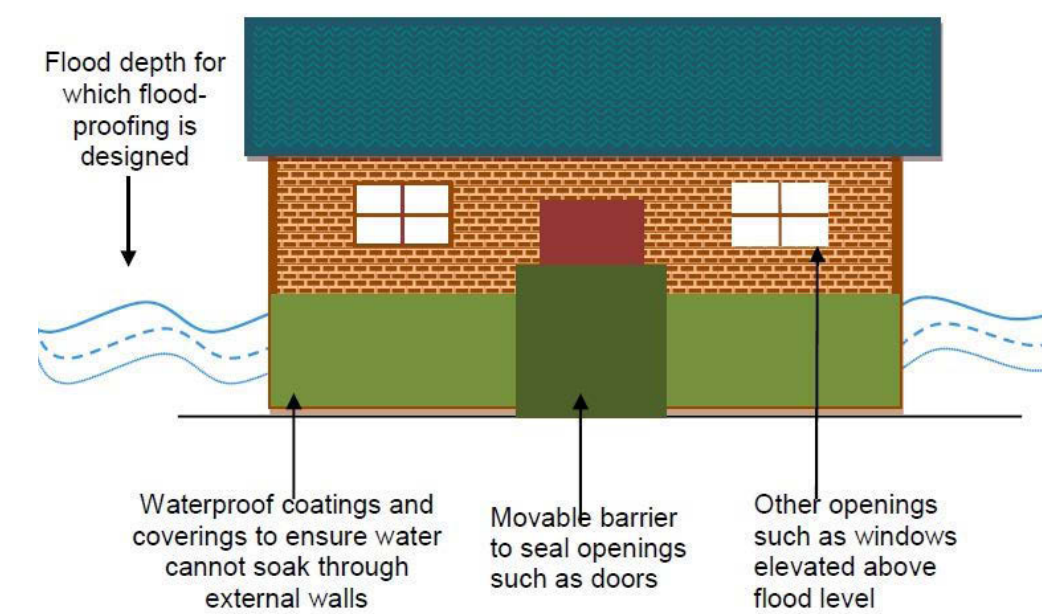 Flood depth for
which flood-
proofing is
designed
Waterproof coatings and
coverings to ensure water
cannot soak through
external walls
Movable barrier
to seal openings
such as doors
Other openings
such as windows
elevated above
flood level